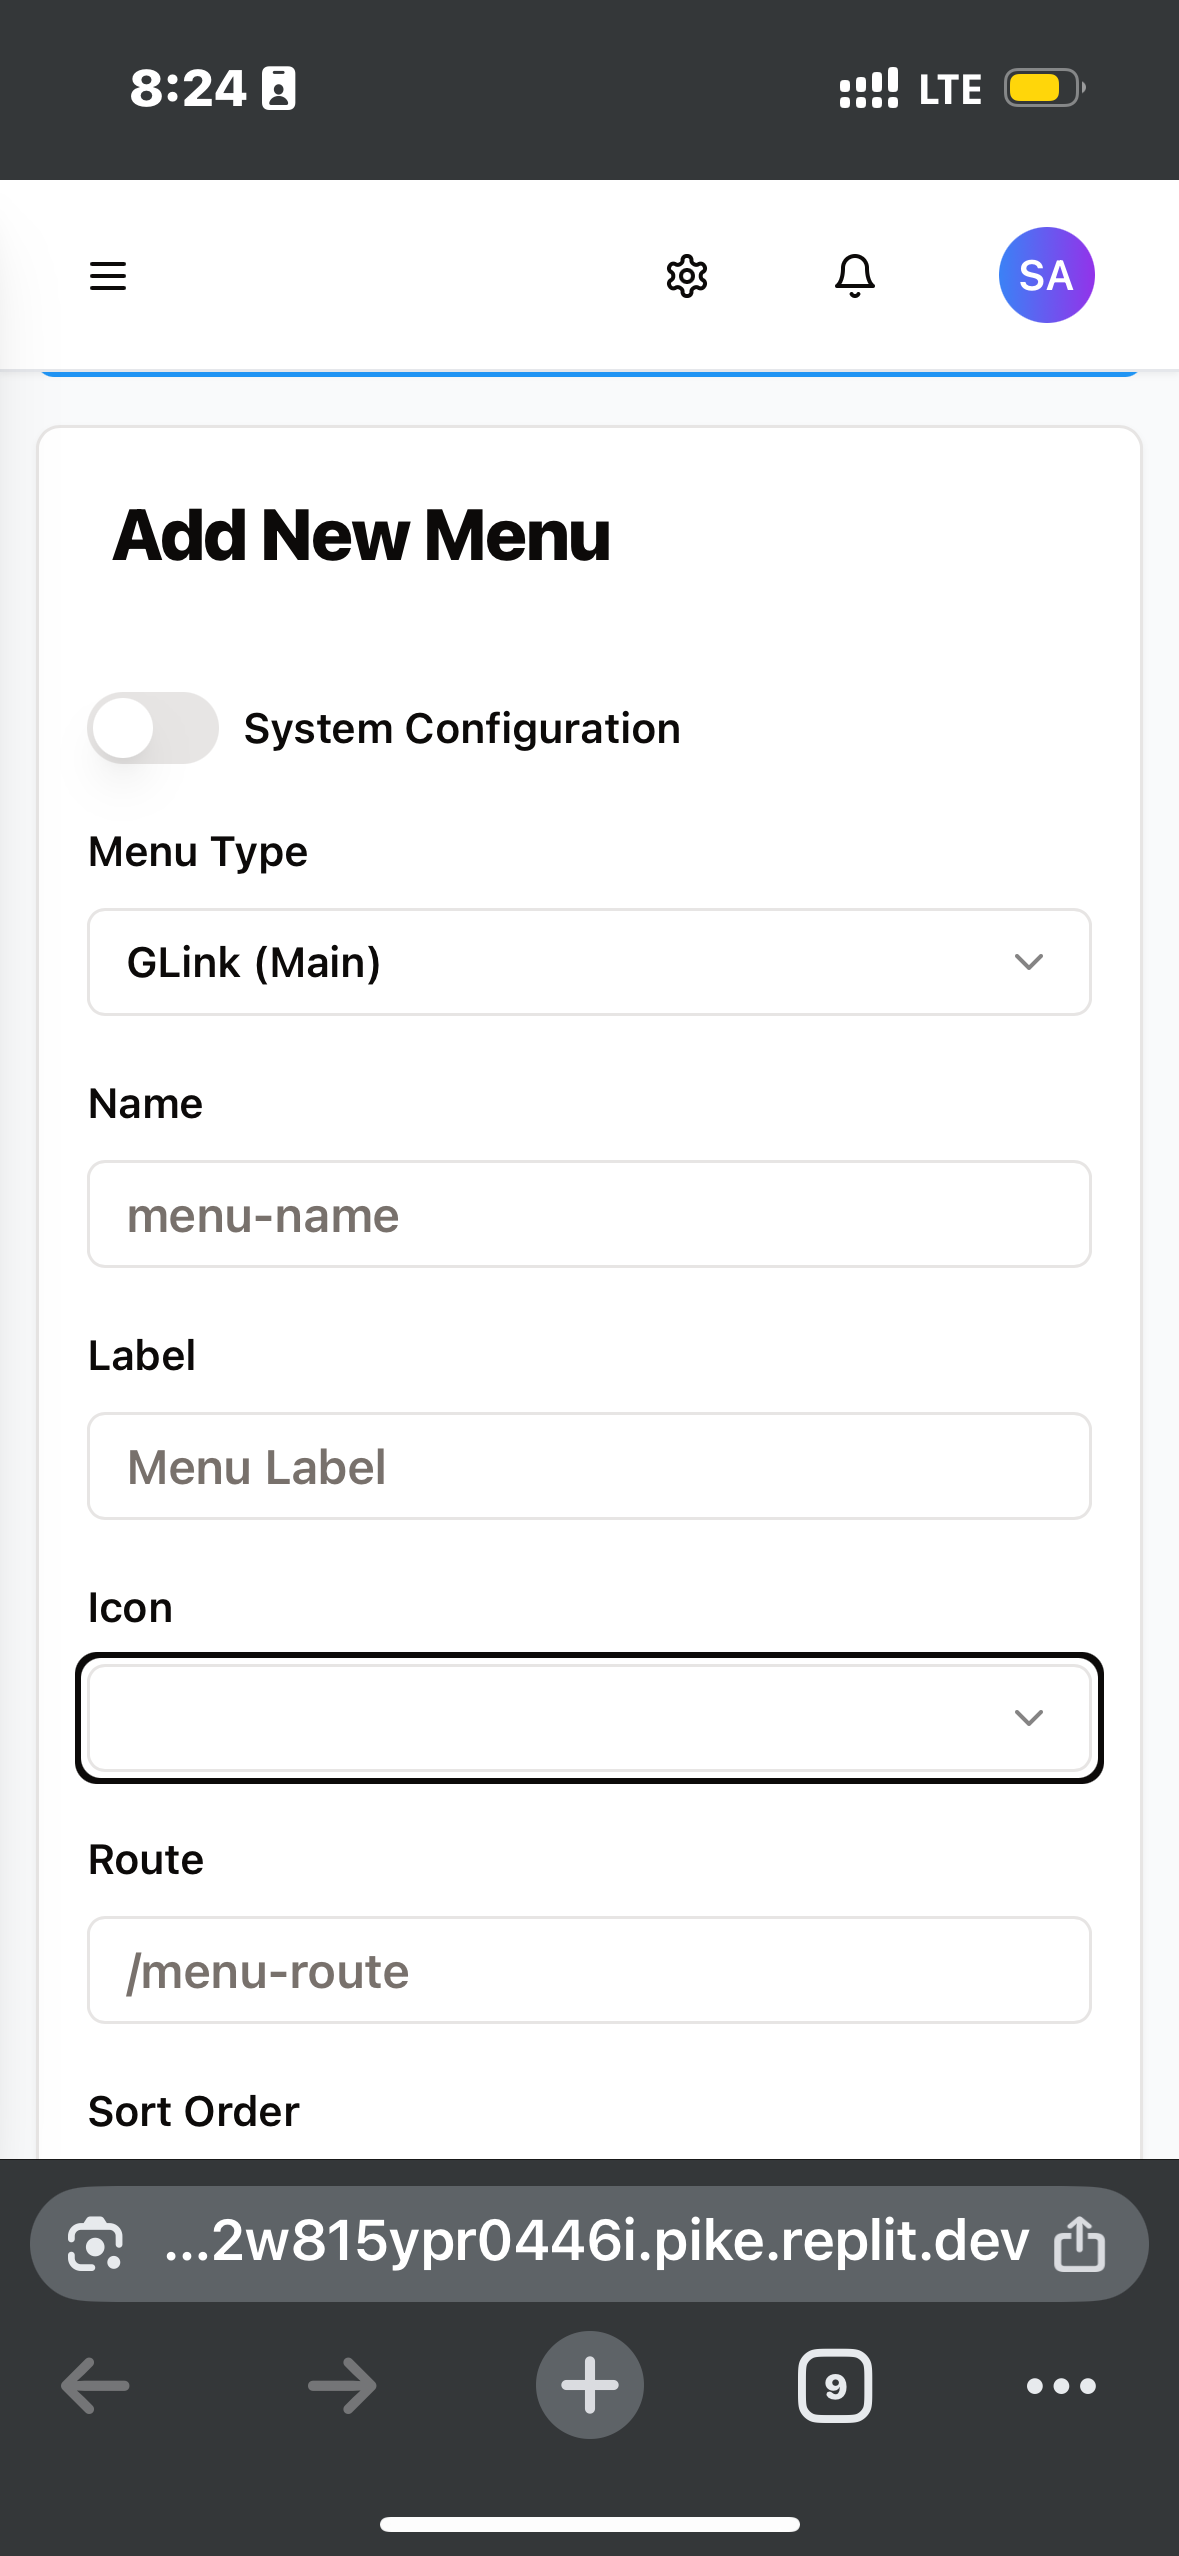 8:24
LTE
SA
Add New Menu
System Configuration
Menu Type
GLink (Main)
Name
menu-name
Label
Menu Label
Icon
Route
/menu-route
Sort Order
...2w815ypr0446i.pike.replit.dev
9